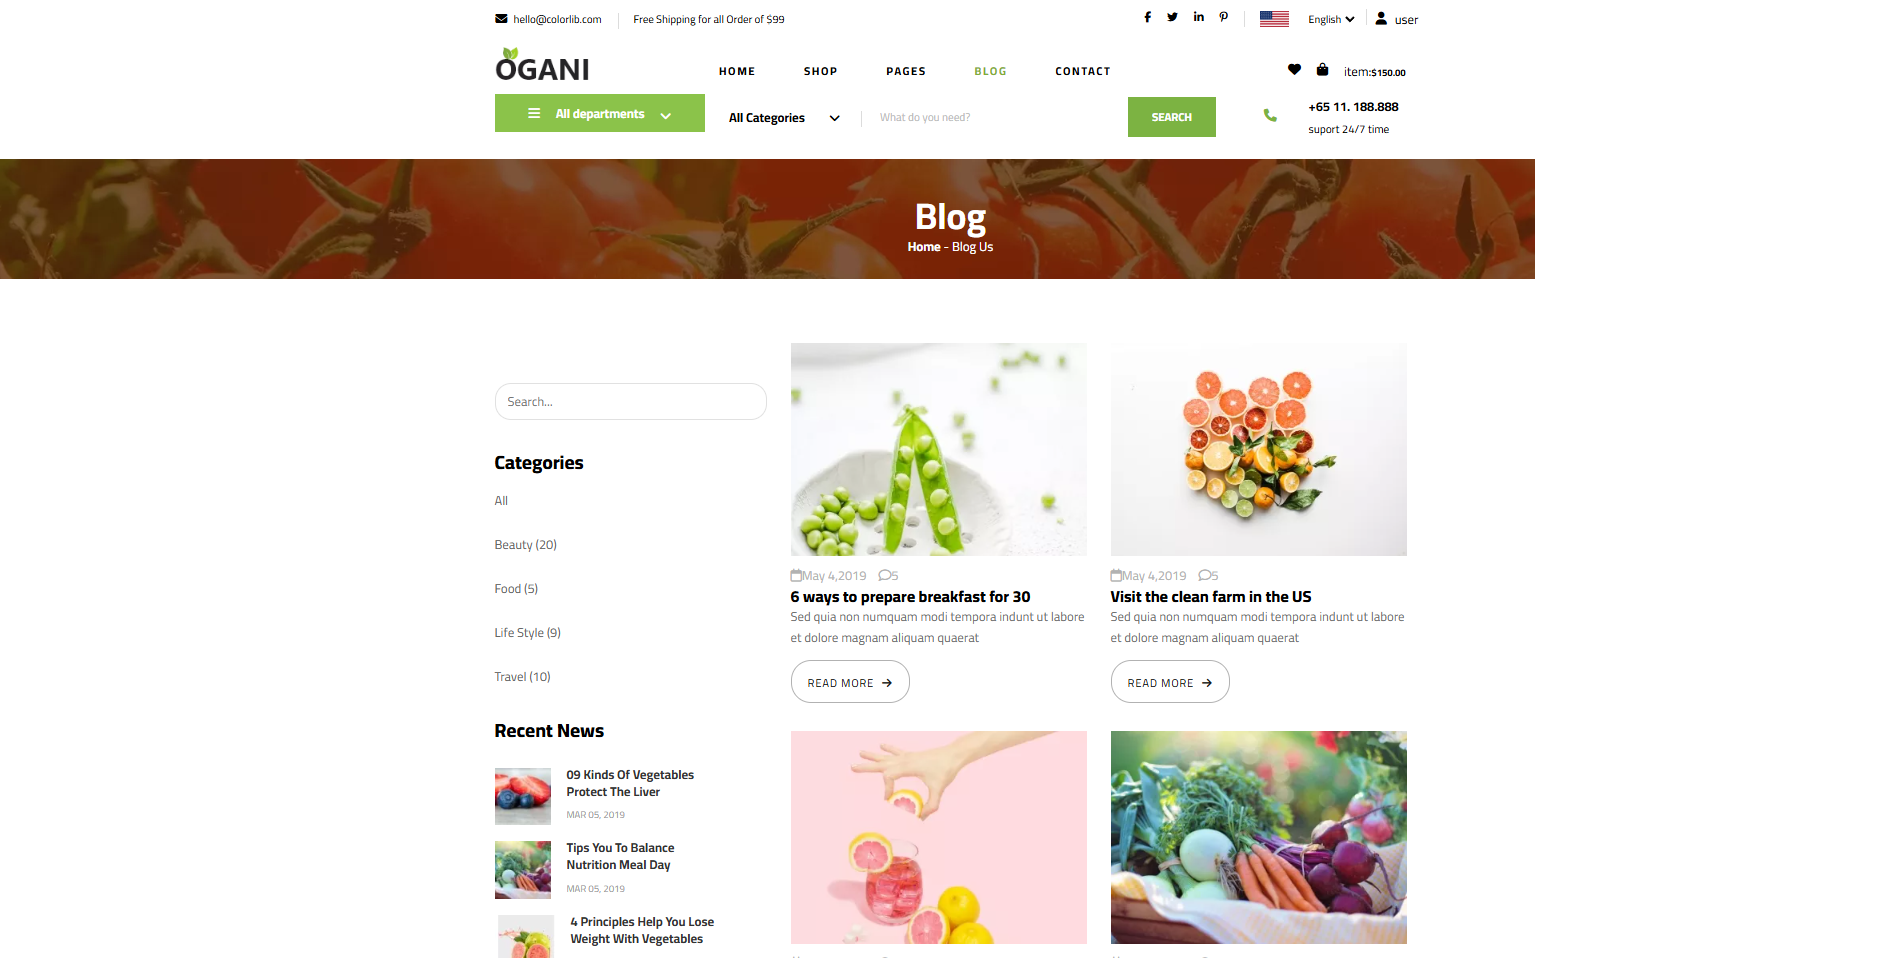 hello@colorlib.com
Free Shipping for all Order of $99
English
user
OGANI
HOME
SHOP
PAGES
BLOG
CONTACT
item:$150.00
All departments
All Categories
What do you need?
SEARCH
+65 11. 188.888
suport 24/7 time
Blog
Home - Blog Us
Search...
Categories
All
Beauty (20)
Food (5)
Life Style (9)
Travel (10)
Recent News
09 Kinds Of Vegetables
Protect The Liver
MAR 05, 2019
Tips You To Balance
Nutrition Meal Day
MAR 05, 2019
4 Principles Help You Lose
Weight With Vegetables
May 4,2019 5
6 ways to prepare breakfast for 30
Sed quia non numquam modi tempora indunt ut labore
et dolore magnam aliquam quaerat
READ MORE
May 4,2019 5
Visit the clean farm in the US
Sed quia non numquam modi tempora indunt ut labore
et dolore magnam aliquam quaerat
READ MORE